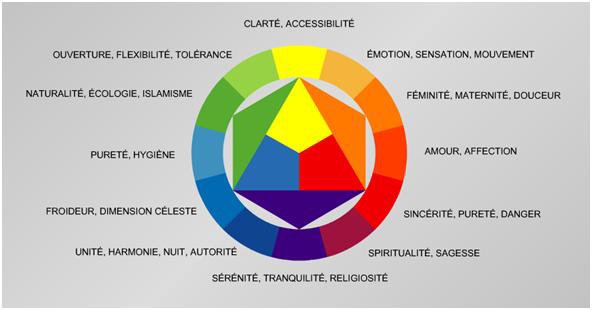 CLARTÉ, ACCESSIBILITÉ
OUVERTURE, FLEXIBILITÉ, TOLÉRANCE
ÉMOTION, SENSATION, MOUVEMENT
NATURALITÉ, ÉCOLOGIE, ISLAMISME
FÉMINITÉ, MATERNITÉ, DOUCEUR
PURETÉ, HYGIÈNE
AMOUR, AFFECTION
FROIDEUR, DIMENSION CÉLESTE
SINCÉRITÉ, PURETÉ, DANGER
UNITÉ, HARMONIE, NUIT, AUTORITÉ
SPIRITUALITÉ, SAGESSE
SÉRÉNITÉ, TRANQUILITÉ, RELIGIOSITÉ